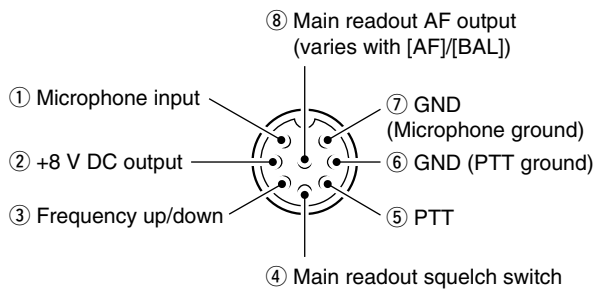 ⑧ Main readout AF output
(varies with [AF]/[BAL])
① Microphone input
⑦ GND
(Microphone ground)
② +8 V DC output
⑥ GND (PTT ground)
③ Frequency up/down
⑤ PTT
④ Main readout squelch switch